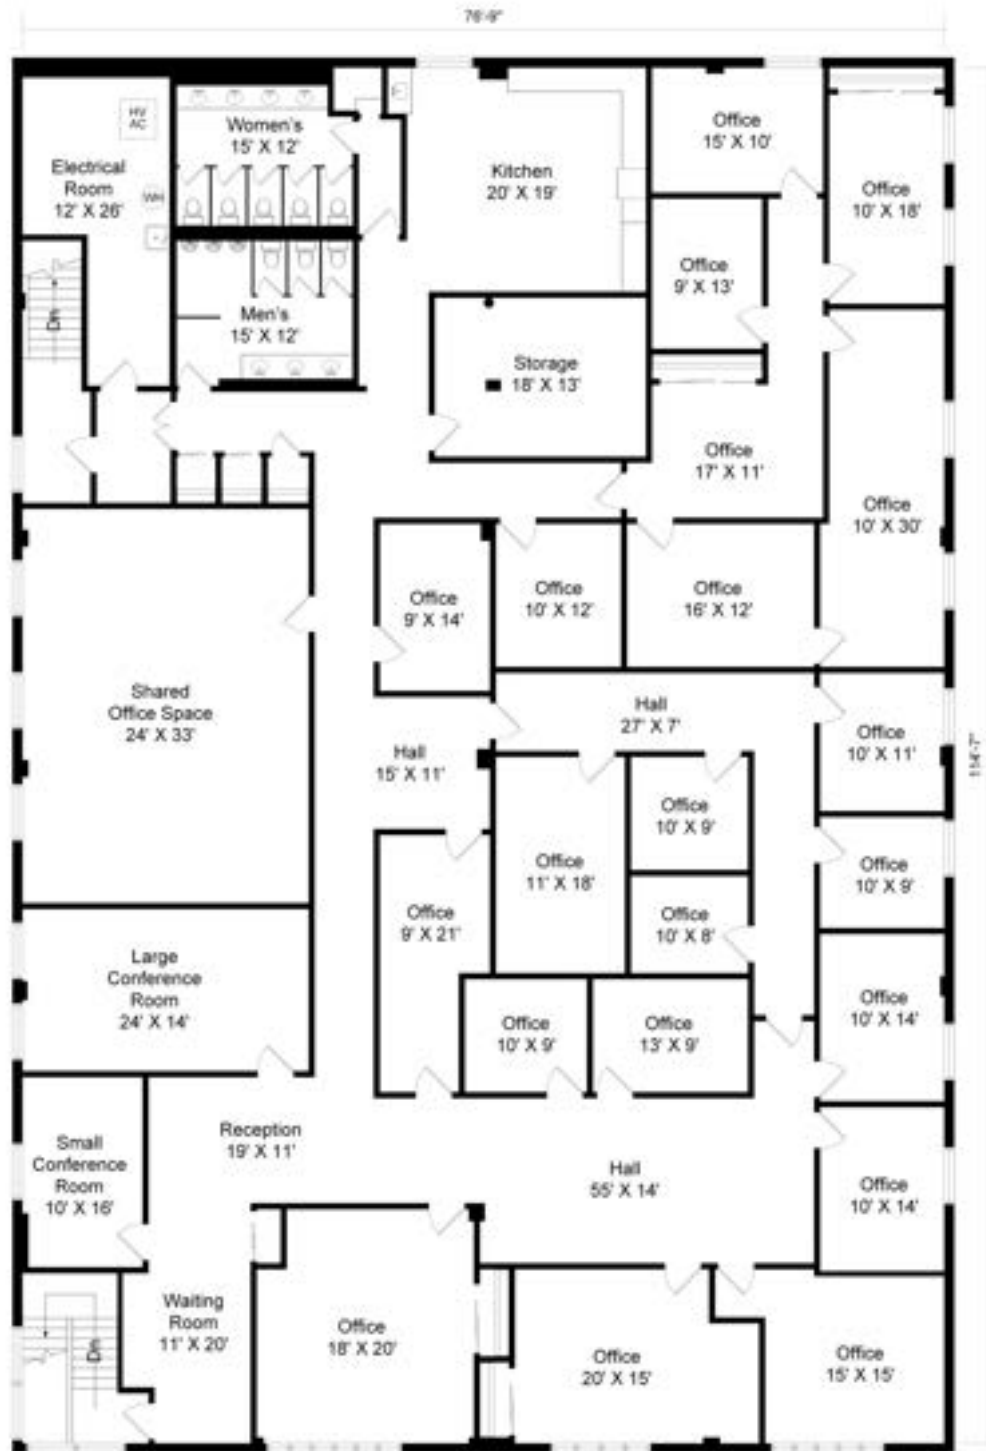 76'-9"
HV
AC
Women's
15' X 12'
Electrical
Room
12' X 26'
WH
Kitchen
20' X 19'
Office
15' X 10'
Office
10' X 18'
Office
9' X 13'
Dn
Men's
15' X 12'
Storage
18' X 13'
Office
17' X 11'
Office
10' X 30'
Office
9' X 14'
Office
10' X 12'
Office
16' X 12'
Shared
Office Space
24' X 33'
Hall
27' X 7'
Hall
15' X 11'
Office
10' X 11'
114'-7"
Office
10' X 9'
Office
11' X 18'
Office
10' X 9'
Office
9' X 21'
Office
10' X 8'
Large
Conference
Room
24' X 14'
Office
10' X 14'
Office
10' X 9'
Office
13' X 9'
Small
Conference
Room
10' X 16'
Reception
19' X 11'
Hall
55' X 14'
Office
10' X 14'
Waiting
Room
11' X 20'
Dn
Office
18' X 20'
Office
20' X 15'
Office
15' X 15'